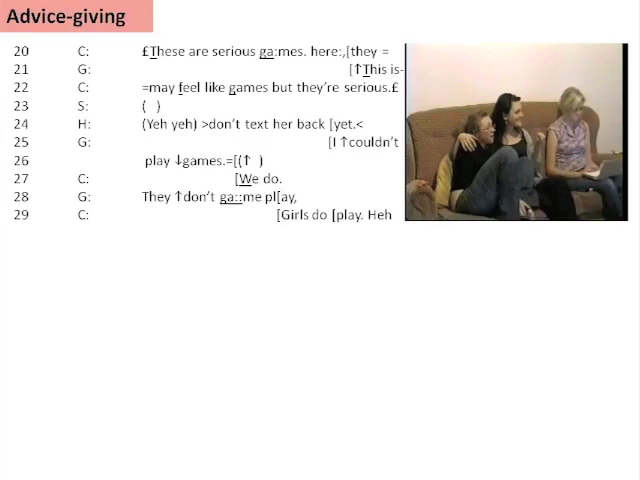 Advice-giving
20 C: £These are serious ga:mes. here:,[they =
21 G: [↑This is-
22 C: =may feel like games but they're serious.£
23 S: ( )
24 H: (Yeh yeh) >don't text her back [yet.<
25 G: [I ↑couldn't
26 play ↓games.=[(↑ )
27 C: [We do.
28 G: They ↑don't ga::me pl[ay,
29 C: [Girls do [play. Heh